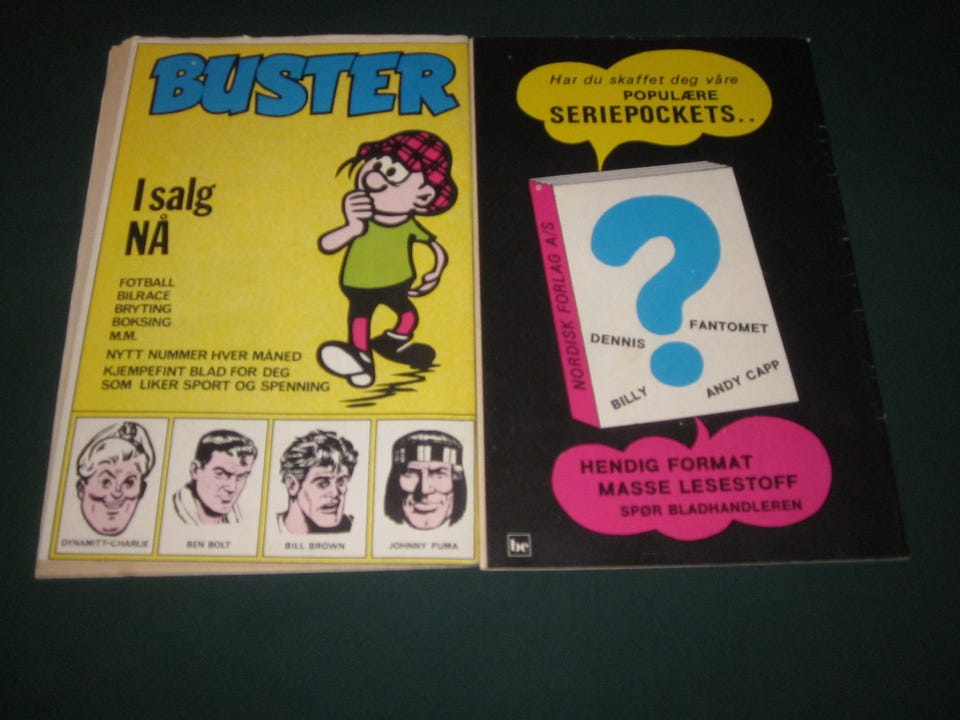 BUSTER
I salg
NÅ
FOTBALL
BILRACE
BRYTING
BOKSING
M.M.
NYTT NUMMER HVER MÅNED
KJEMPEFINT BLAD FOR DEG
SOM LIKER SPORT OG SPENNING
DYNAMITT-CHARLIE
BEN BOLT
BILL BROWN
JOHNNY PUMA
Har du skaffet deg våre
POPULÆRE
SERIEPOCKETS..
NORDISK FORLAG A/S
?
DENNIS
FANTOMET
BILLY
ANDY CAPP
HENDIG FORMAT
MASSE LESESTOFF
SPØR BLADHANDLEREN
bc